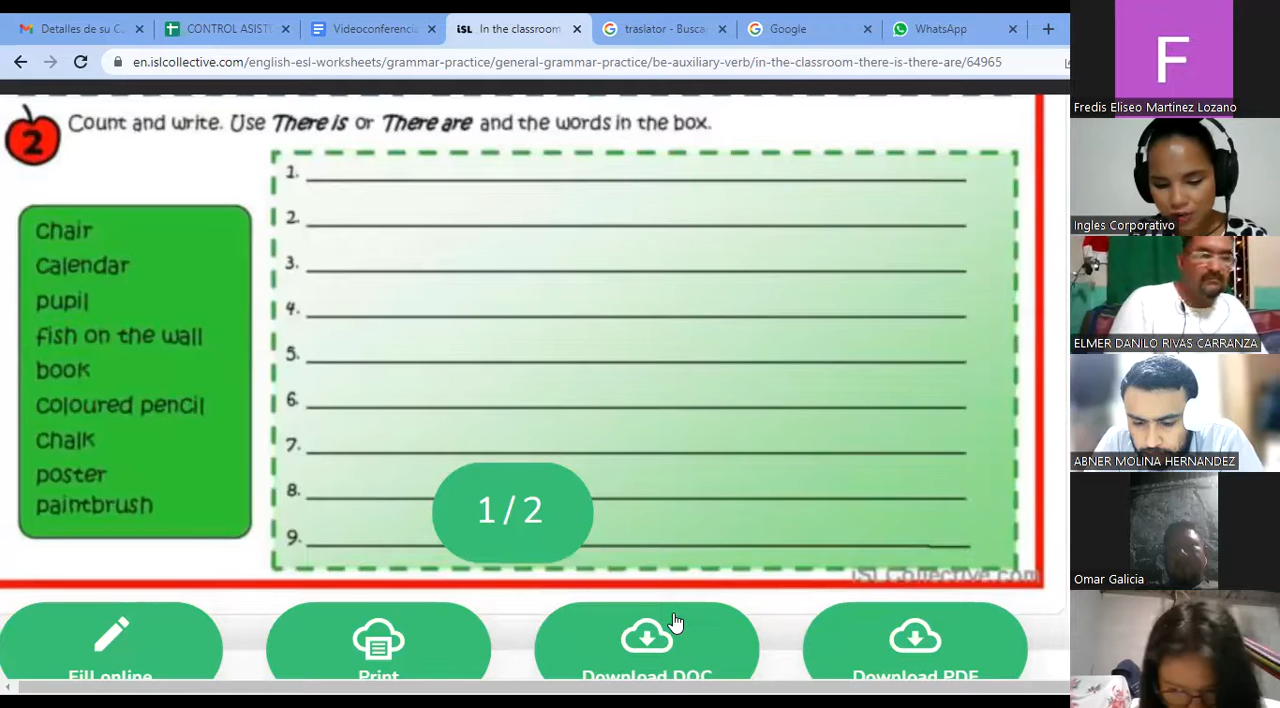 Detalles de su C
CONTROL ASIST
Videoconferencia
iSL In the classroom
traslator - Busca
Google
WhatsApp
en.islcollective.com/english-esl-worksheets/grammar-practice/general-grammar-practice/be-auxiliary-verb/in-the-classroom-there-is-there-are/64965
2 Count and write. Use There is or There are and the words in the box.
chair
calendar
pupil
fish on the wall
book
coloured pencil
chalk
poster
paintbrush
1.
2.
3.
4.
5.
6.
7.
8.
9.
1 / 2
iSLCollective.com
Fill online
Print
Download DOC
Download PDF
F
Fredis Eliseo Martinez Lozano
Ingles Corporativo
ELMER DANILO RIVAS CARRANZA
ABNER MOLINA HERNANDEZ
Omar Galicia